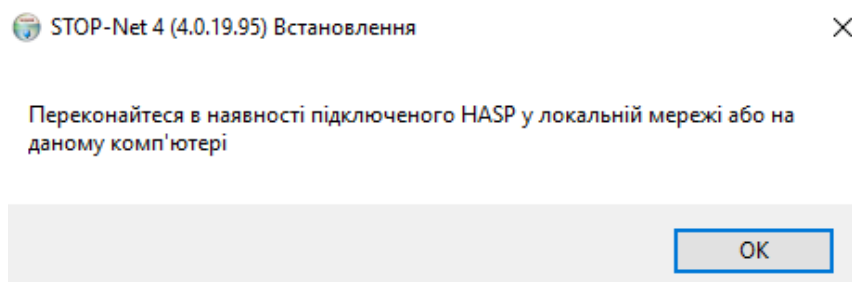 STOP-Net 4 (4.0.19.95) Встановлення
Переконайтеся в наявності підключеного HASP у локальній мережі або на
даному комп'ютері
OK